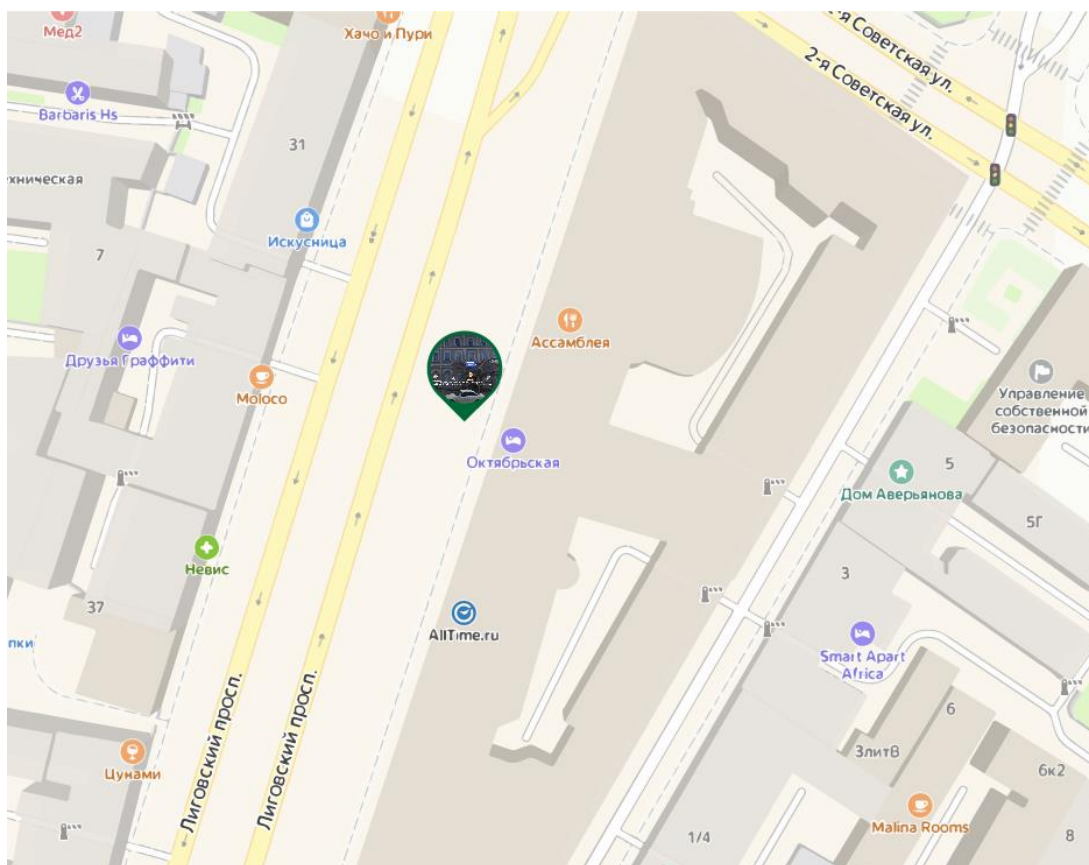 Мед2
Хачо и Пури
1-я Советская ул.
2-я Советская ул.
Barbaris Hs
31
ехническая
Искусница
7
Ассамблея
Друзья Граффити
Moloco
Управление
собственной
безопасности
Октябрьская
5
Дом Аверьянова
5Г
Невис
3
37
AllTime.ru
пки
Smart Apart
Africa
Лиговский просп.
Лиговский просп.
6
3литВ
6к2
Цунами
Malina Rooms
1/4
8